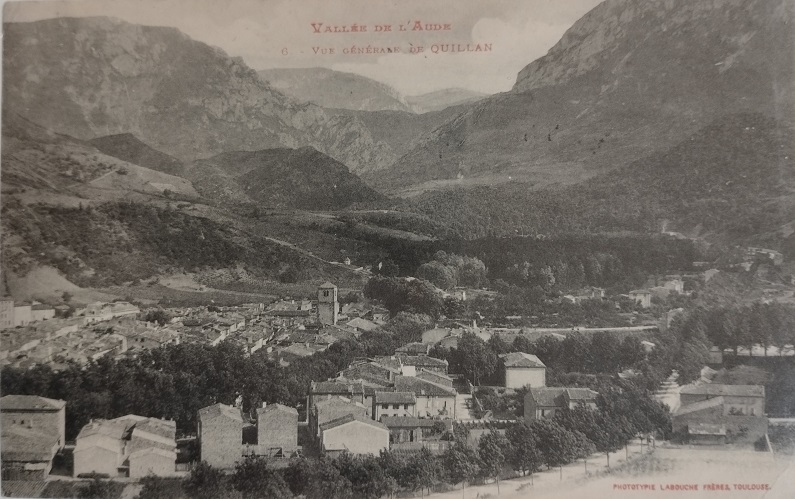 VALLÉE DE L'AUDE
6 - VUE GÉNÉRALE DE QUILLAN
PHOTOTYPIE LABOUCHE FRÈRES, TOULOUSE.